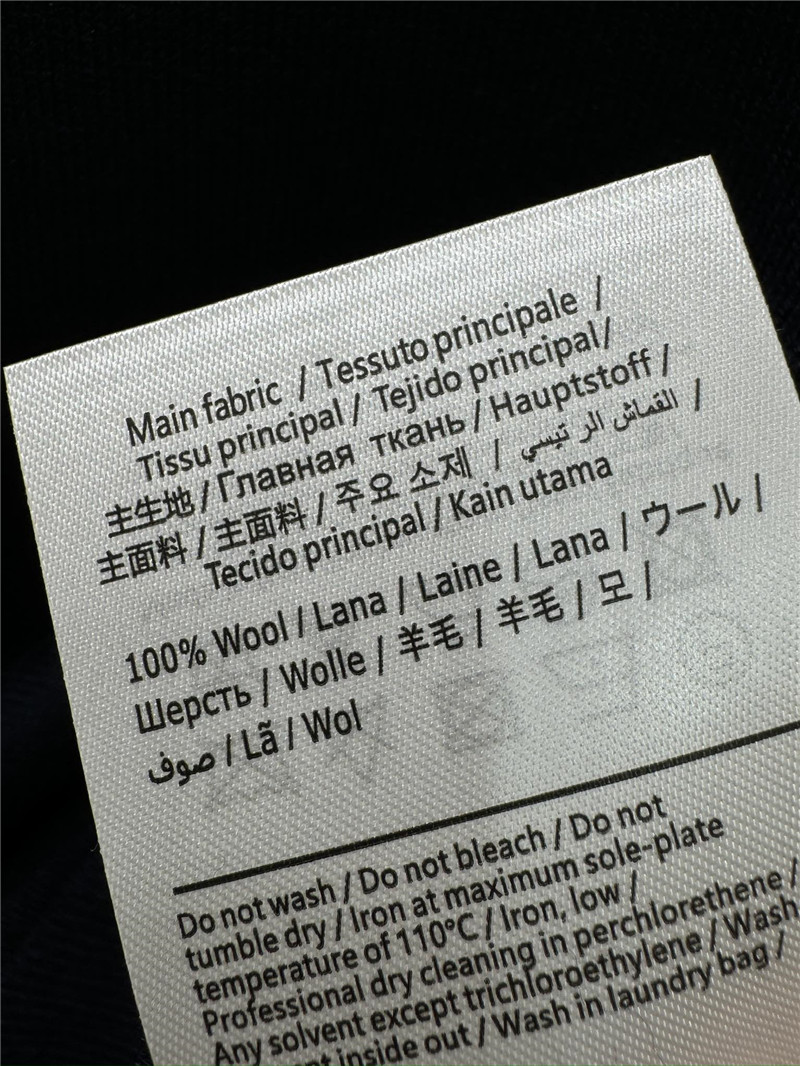 Main fabric / Tessuto principale /
Tissu principal / Tejido principal/
主生地 / Главная ткань / Hauptstoff /
主面料 / 主面料 / 주요 소제 / القماش الر تيسي /
Tecido principal / Kain utama
100% Wool / Lana / Laine / Lana / ウール /
Шерсть / Wolle / 羊毛 / 羊毛 / 모 /
صوف / Lã / Wol
Do not wash / Do not bleach / Do not
tumble dry / Iron at maximum sole-plate
temperature of 110°C / Iron, low /
Professional dry cleaning in perchlorethene /
Any solvent except trichloroethylene / Wash
inside out / Wash in laundry bag /